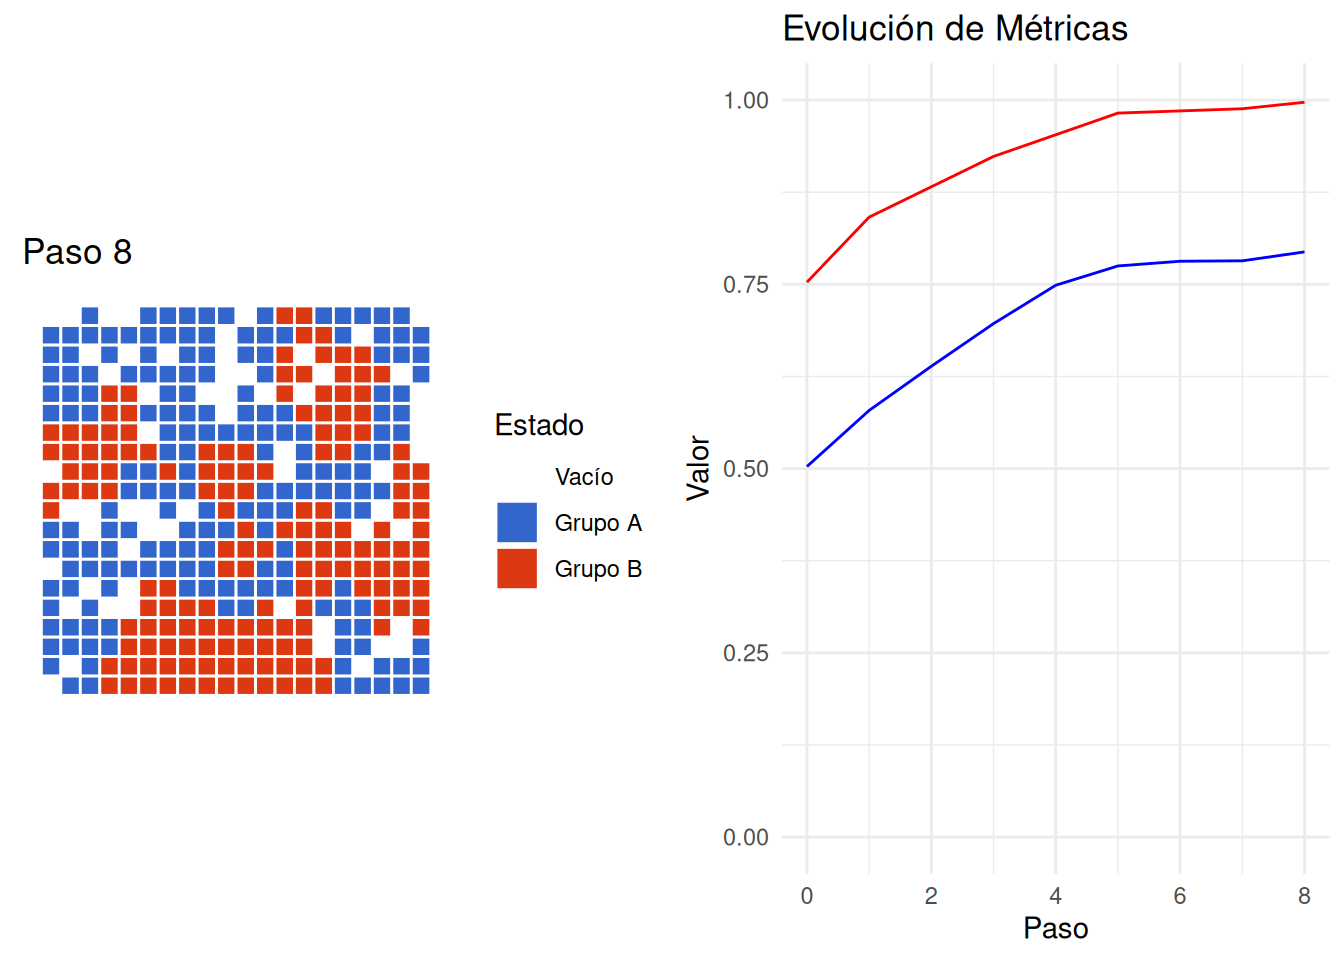 Paso 8
Estado
Vacío
Grupo A
Grupo B
Evolución de Métricas
Valor
1.00
0.75
0.50
0.25
0.00
0 2 4 6 8
Paso